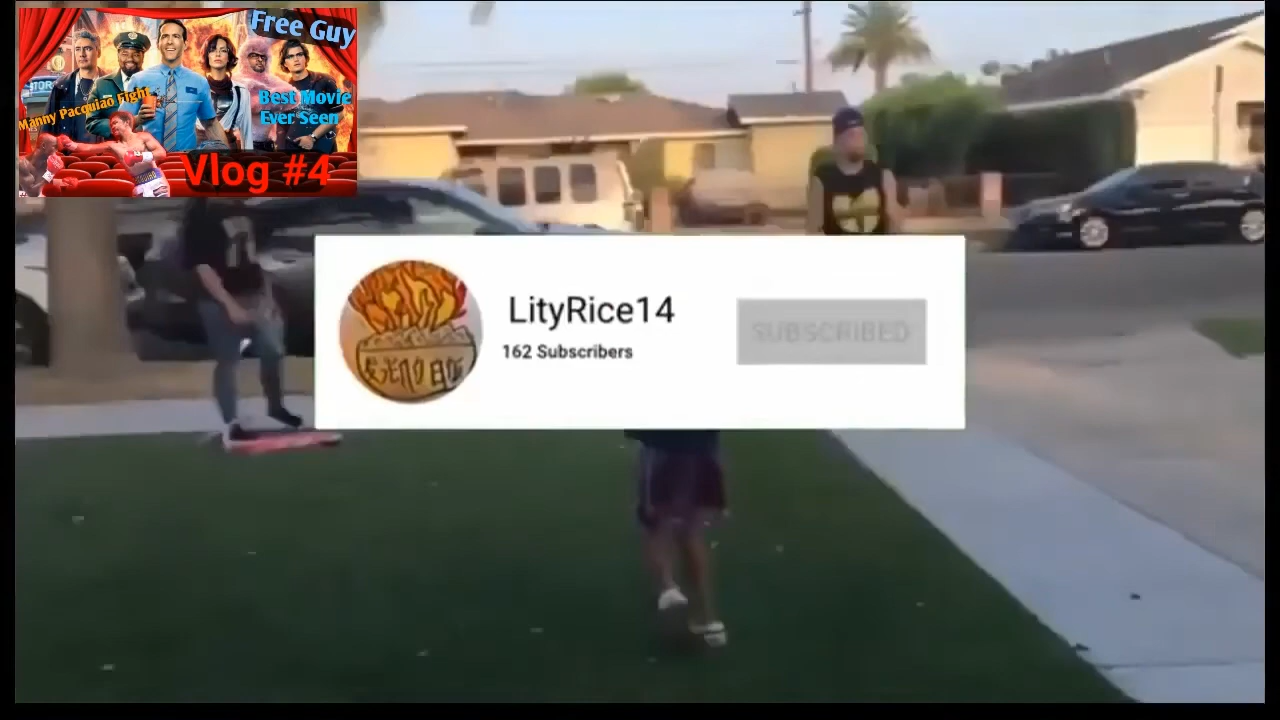 Free Guy
Manny Pacquiao Fight
Best Movie
Ever Seen
Vlog #4
LityRice14
162 Subscribers
SUBSCRIBED